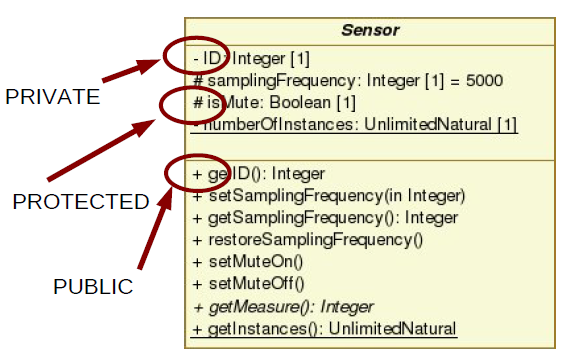 Sensor
- ID: Integer [1]
# samplingFrequency: Integer [1] = 5000
# isMute: Boolean [1]
- numberOfInstances: UnlimitedNatural [1]
+ getID(): Integer
+ setSamplingFrequency(in Integer)
+ getSamplingFrequency(): Integer
+ restoreSamplingFrequency()
+ setMuteOn()
+ setMuteOff()
+ getMeasure(): Integer
+ getInstances(): UnlimitedNatural
PRIVATE
PROTECTED
PUBLIC